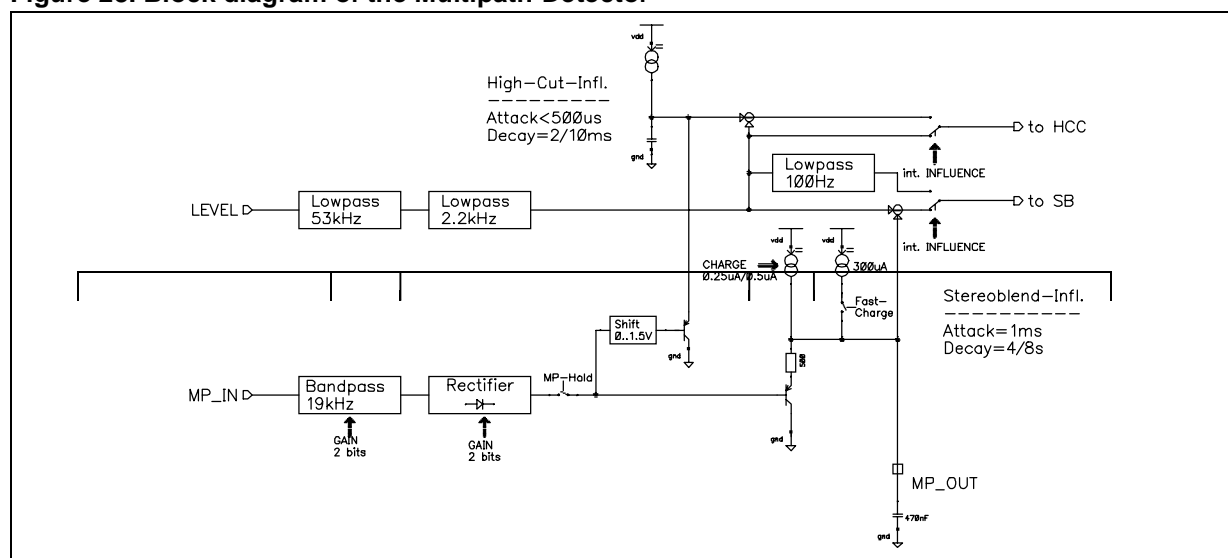 Figure 28. Block diagram of the Multipath Detector
vdd
High-Cut-Infl.
Attack<500us
Decay=2/10ms
gnd
to HCC
int. INFLUENCE
Lowpass
100Hz
LEVEL
Lowpass
53kHz
Lowpass
2.2kHz
to SB
int. INFLUENCE
vdd
vdd
CHARGE
0.25uA/0.5uA
300uA
Fast-
Charge
Stereoblend-Infl.
Attack=1ms
Decay=4/8s
Shift
0..1.5V
gnd
500
MP_IN
Bandpass
19kHz
Rectifier
MP-Hold
GAIN
2 bits
GAIN
2 bits
gnd
MP_OUT
470nF
gnd